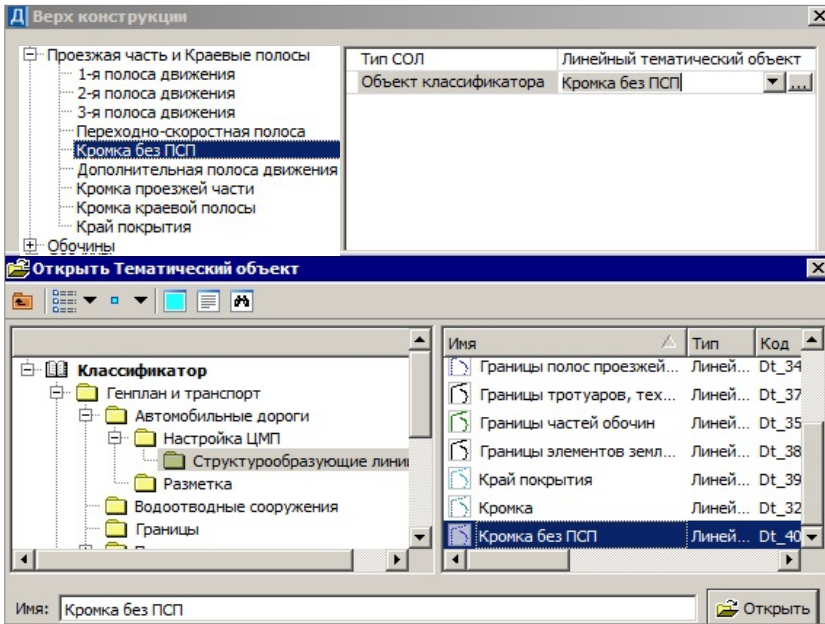 Верх конструкции
Проезжая часть и Краевые полосы
1-я полоса движения
2-я полоса движения
3-я полоса движения
Переходно-скоростная полоса
Кромка без ПСП
Дополнительная полоса движения
Кромка проезжей части
Кромка краевой полосы
Край покрытия
Обочины
Тип СОЛ Линейный тематический объект
Объект классификатора Кромка без ПСП
Открыть Тематический объект
Классификатор
Генплан и транспорт
Автомобильные дороги
Настройка ЦМП
Структурообразующие лини
Разметка
Водоотводные сооружения
Границы
Имя Тип Код
Границы полос проезжей... Линей... Dt_34
Границы тротуаров, тех... Линей... Dt_37
Границы частей обочин Линей... Dt_35
Границы элементов земл... Линей... Dt_38
Край покрытия Линей... Dt_39
Кромка Линей... Dt_32
Кромка без ПСП Линей... Dt_40
Имя: Кромка без ПСП Открыть